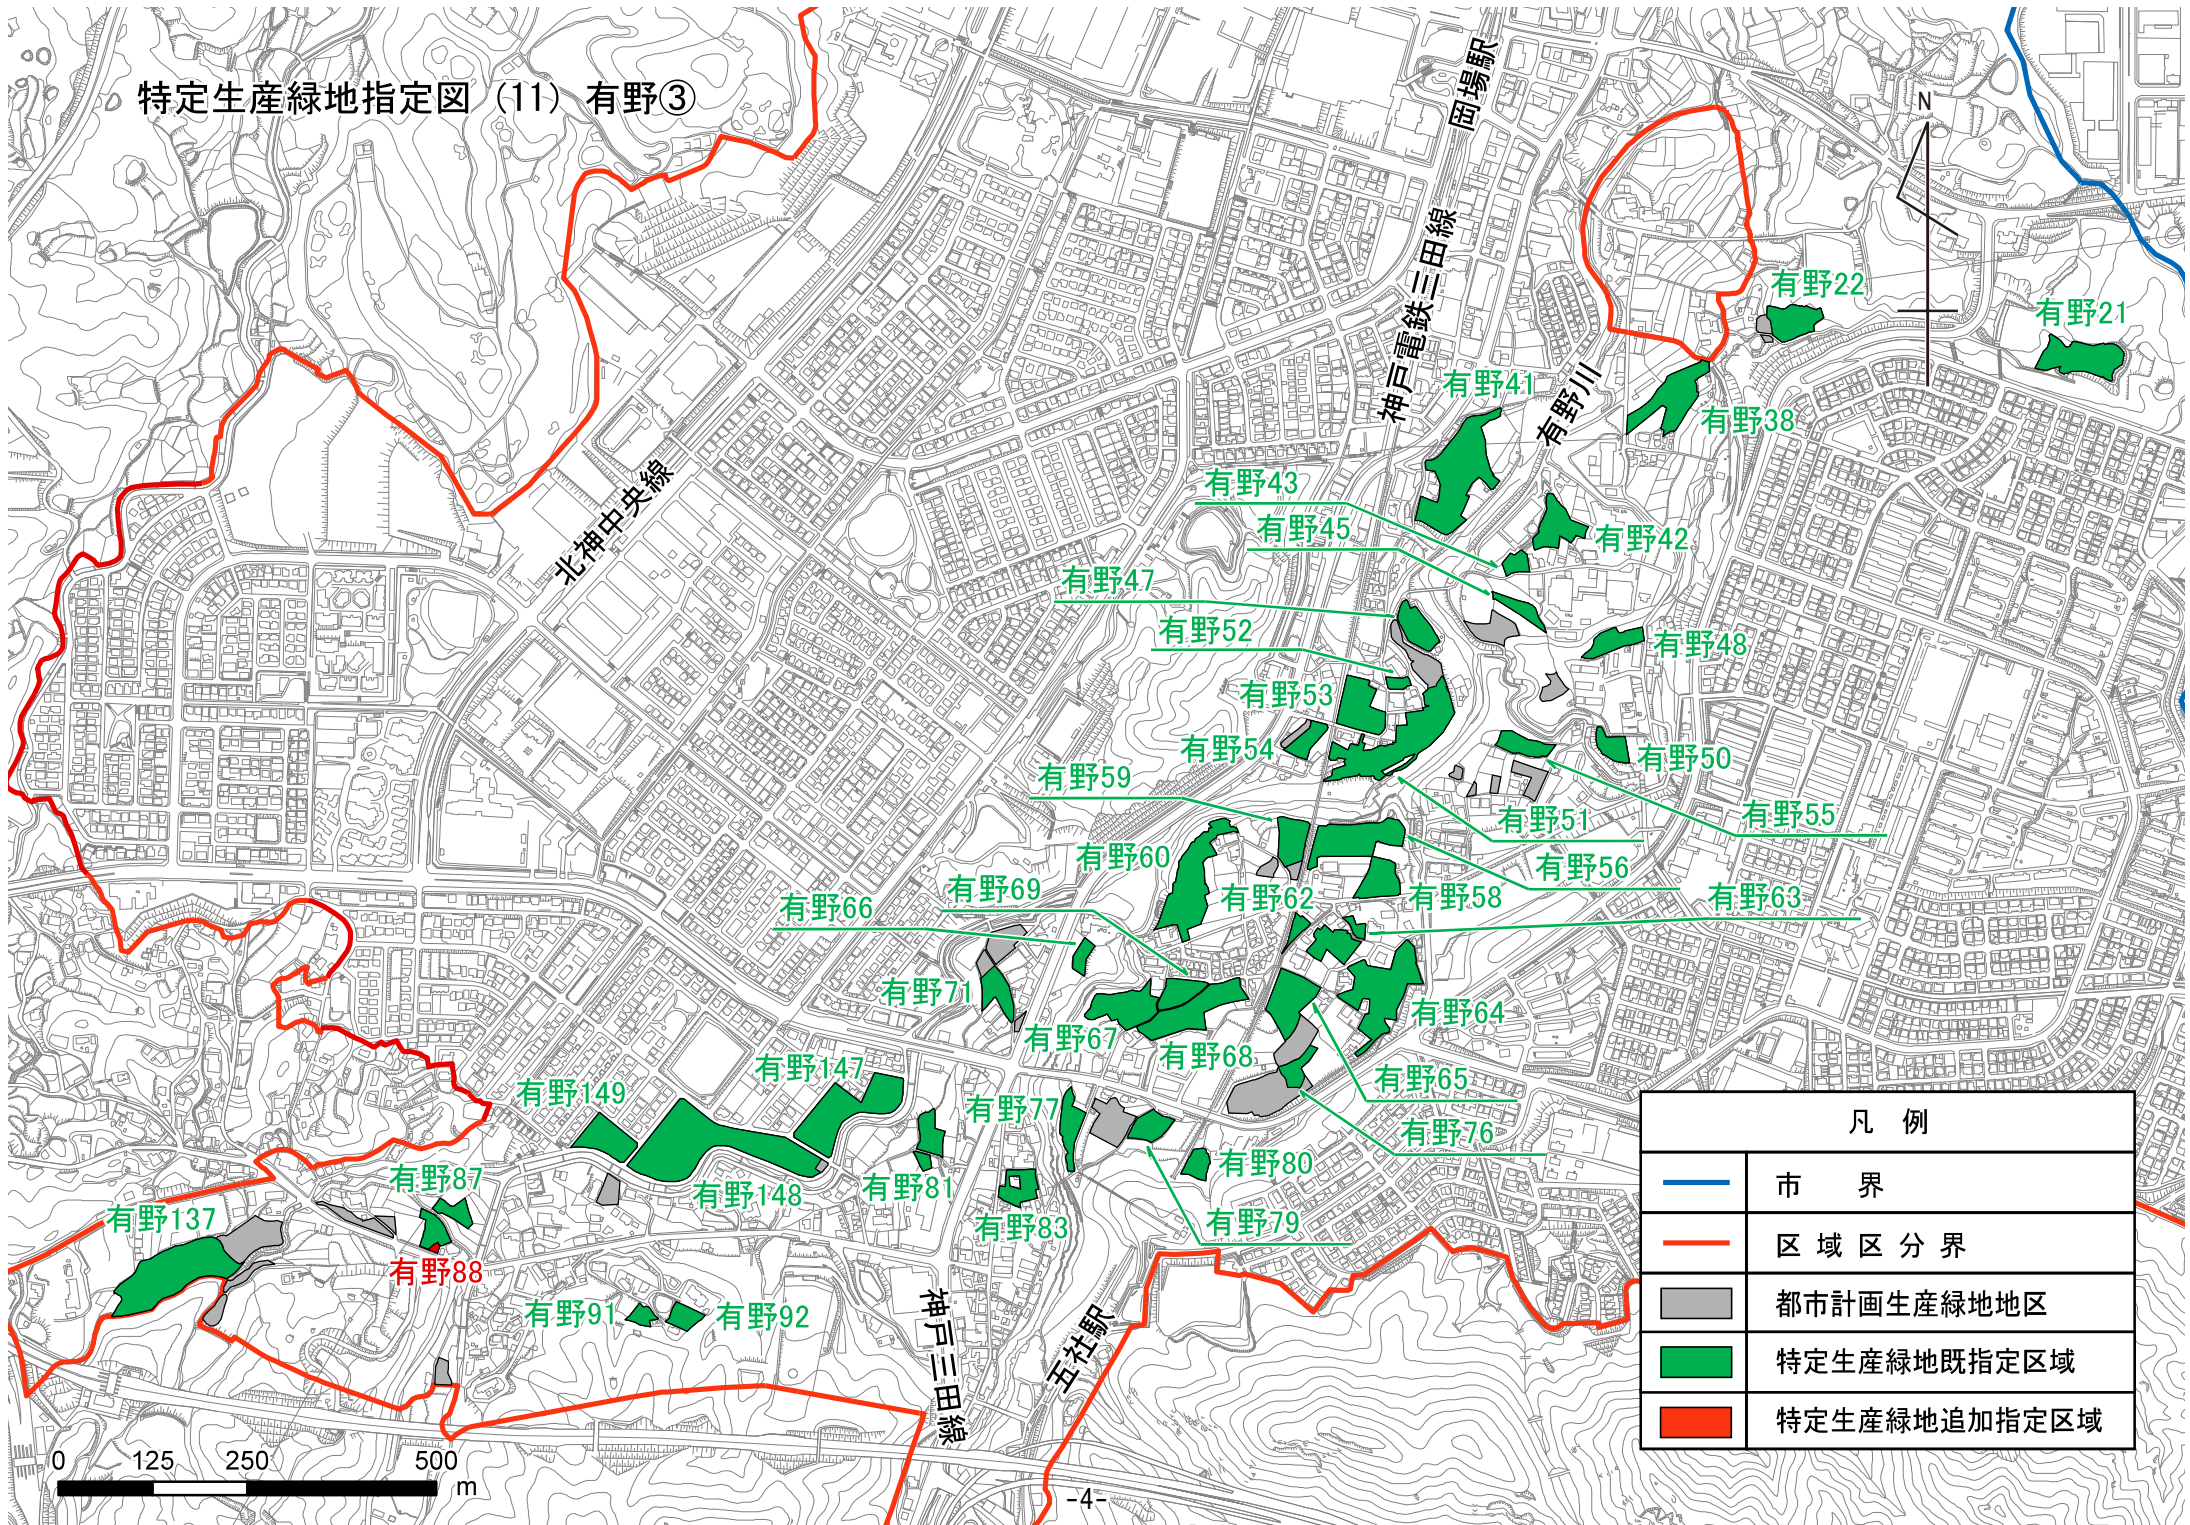 特定生産緑地指定図 (11) 有野③
岡場駅
N
神戸電鉄三田線
有野22
有野21
有野41
有野川
有野38
北神中央線
有野43
有野45
有野42
有野47
有野52
有野48
有野53
有野54
有野50
有野59
有野51
有野55
有野60
有野56
有野69
有野62
有野58
有野63
有野66
有野71
有野67
有野68
有野64
有野147
有野149
有野65
有野77
有野76
有野87
有野148
有野81
有野80
有野137
有野83
有野79
有野88
有野91
有野92
神戸三田線
五社駅
凡 例
市 界
区域区分界
都市計画生産緑地地区
特定生産緑地既指定区域
特定生産緑地追加指定区域
0 125 250 500
m
-4-